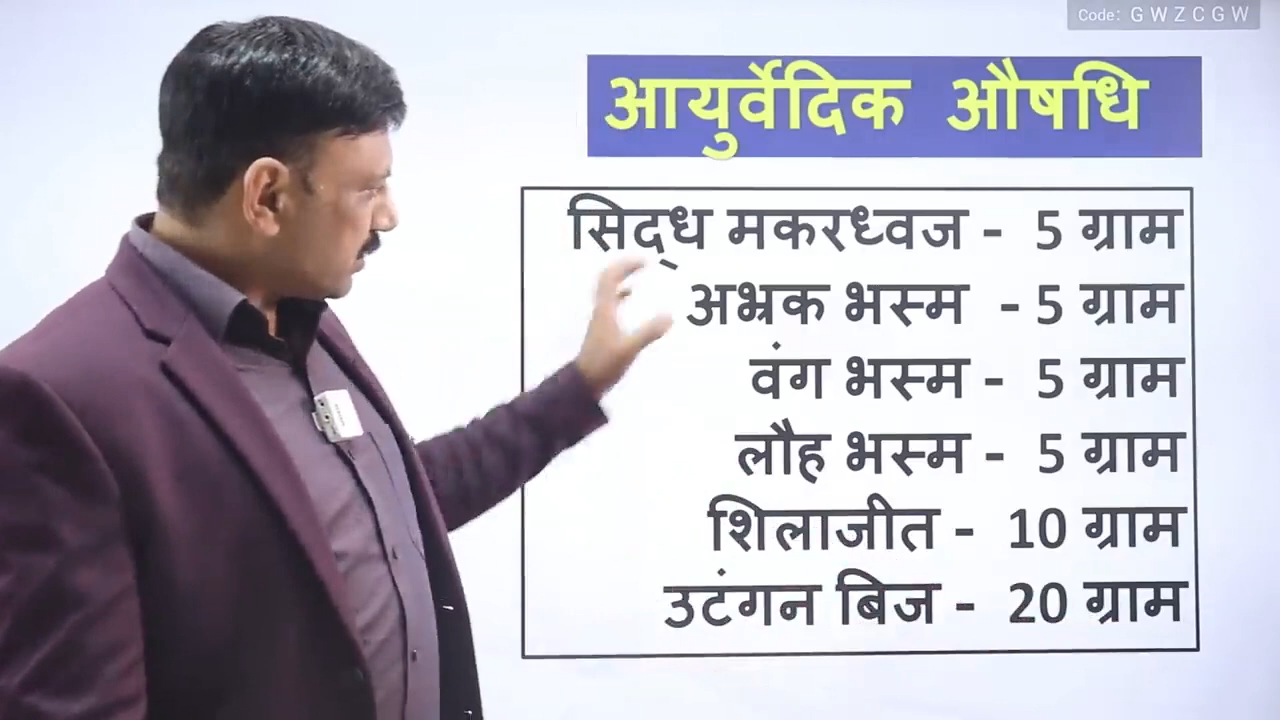 Code: G W Z C G W
आयुर्वेदिक औषधि
सिद्ध मकरध्वज - 5 ग्राम
अभ्रक भस्म - 5 ग्राम
वंग भस्म - 5 ग्राम
लौह भस्म - 5 ग्राम
शिलाजीत - 10 ग्राम
उटंगन बिज - 20 ग्राम